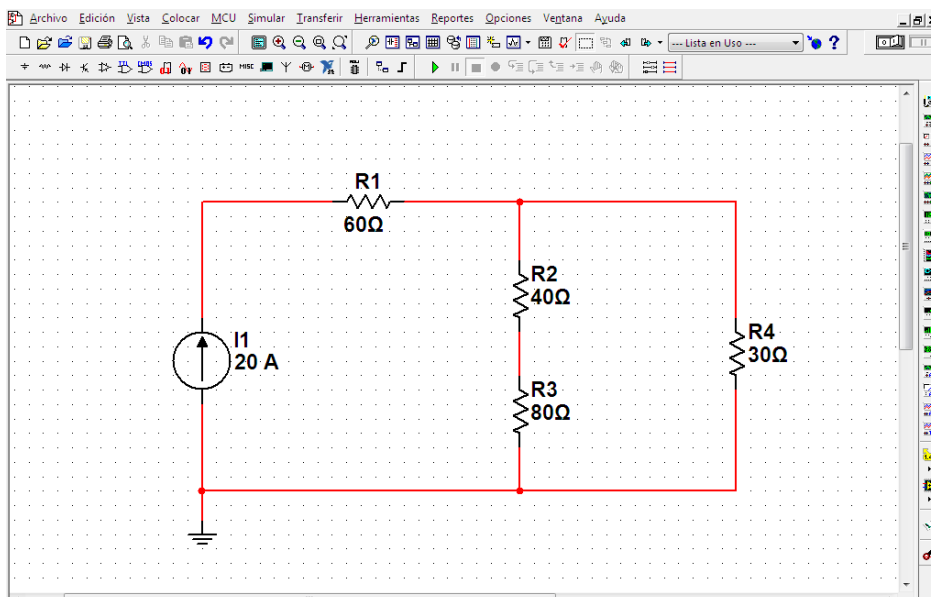 Archivo Edición Vista Colocar MCU Simular Transferir Herramientas Reportes Opciones Ventana Ayuda
--- Lista en Uso ---
MISC
R1
60Ω
R2
40Ω
I1
20 A
R4
30Ω
R3
80Ω